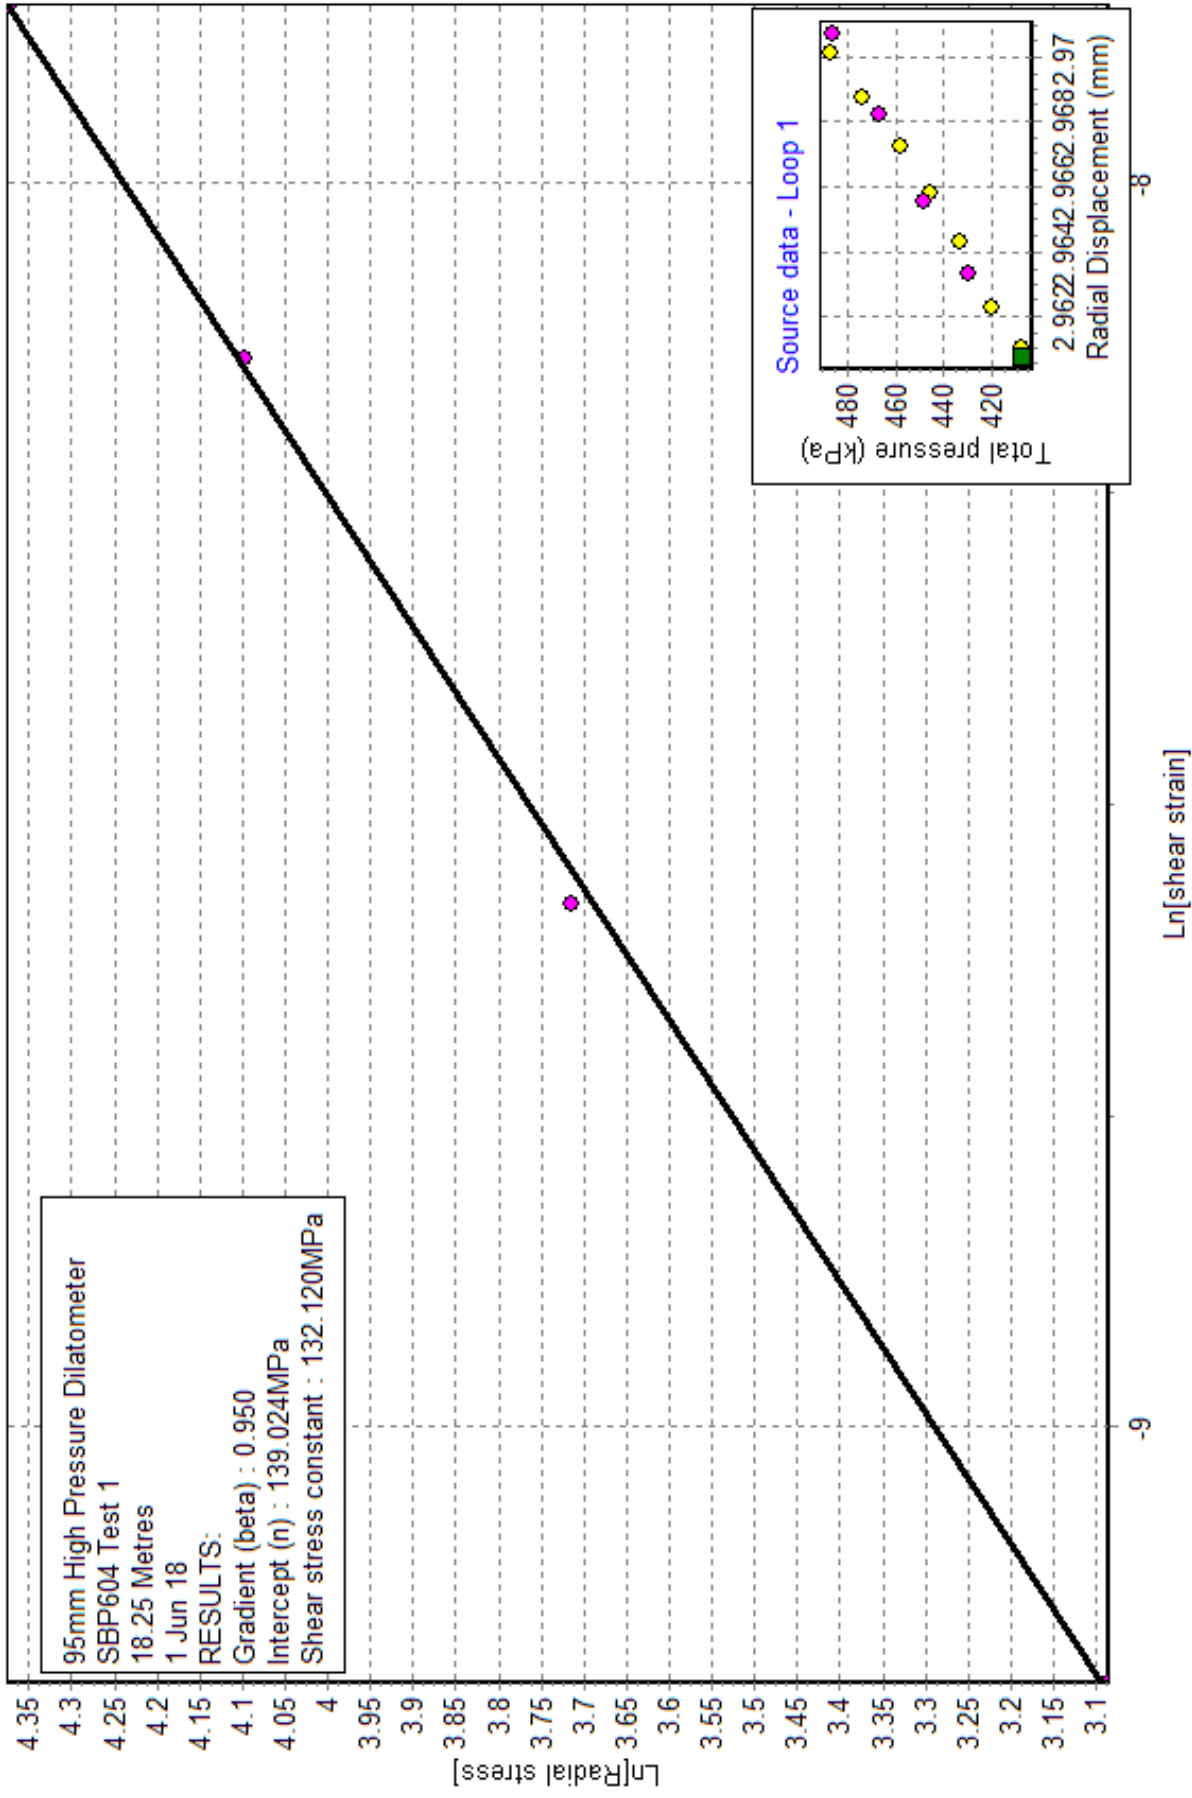 95mm High Pressure Dilatometer
SBP604 Test 1
18.25 Metres
1 Jun 18
RESULTS:
Gradient (beta) : 0.950
Intercept (n) : 139.024MPa
Shear stress constant : 132.120MPa
4.35
4.3
4.25
4.2
4.15
4.1
4.05
4
3.95
3.9
3.85
3.8
3.75
3.7
3.65
3.6
3.55
3.5
3.45
3.4
3.35
3.3
3.25
3.2
3.15
3.1
Ln[Radial stress]
-9
-8
Ln[shear strain]
Source data - Loop 1
480
460
440
420
Total pressure (kPa)
2.9622.9642.9662.9682.97
Radial Displacement (mm)